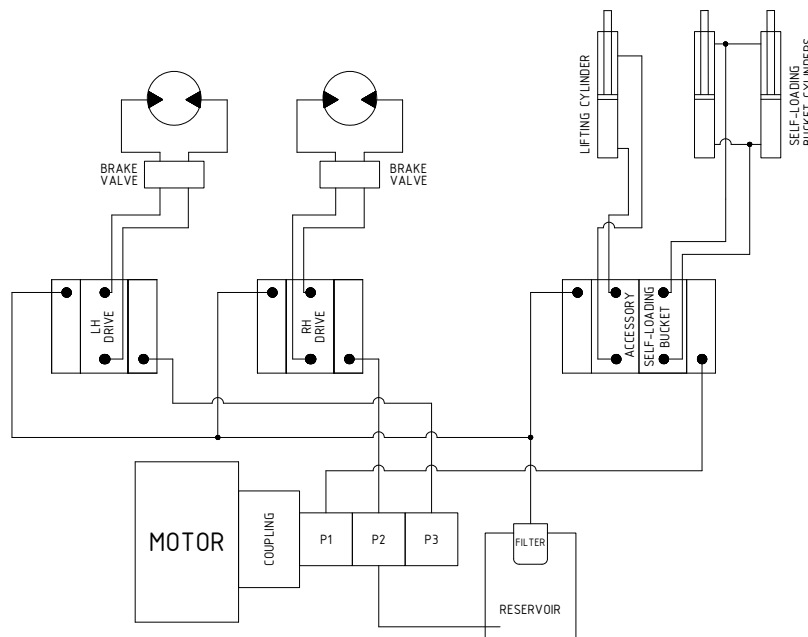 LIFTING CYLINDER
SELF-LOADING
BUCKET CYLINDERS
BRAKE
VALVE
BRAKE
VALVE
LH
DRIVE
RH
DRIVE
ACCESSORY
SELF-LOADING
BUCKET
MOTOR
COUPLING
P1
P2
P3
FILTER
RESERVOIR